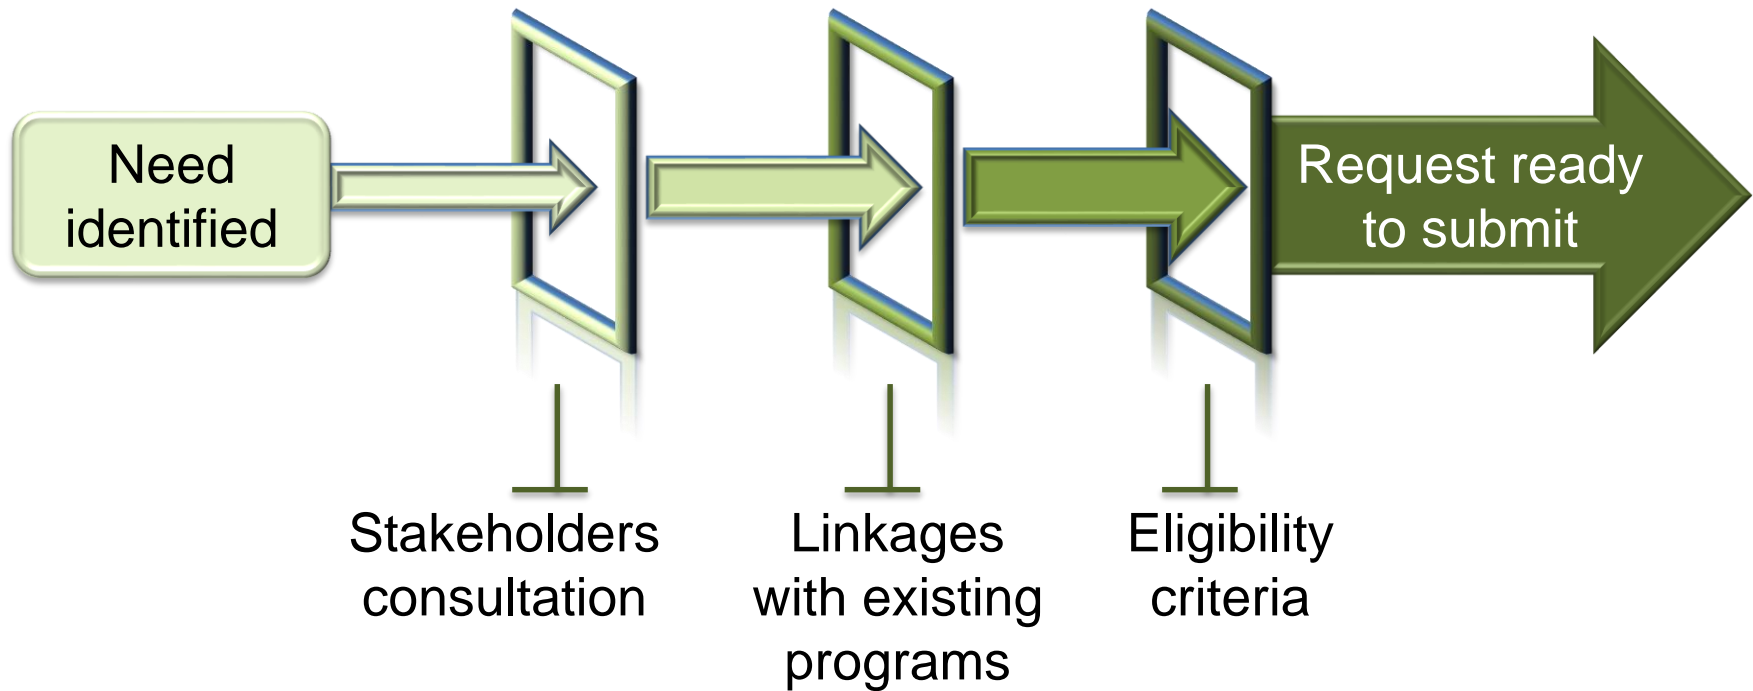 Need
identified
Request ready
to submit
Stakeholders
consultation
Linkages
with existing
programs
Eligibility
criteria